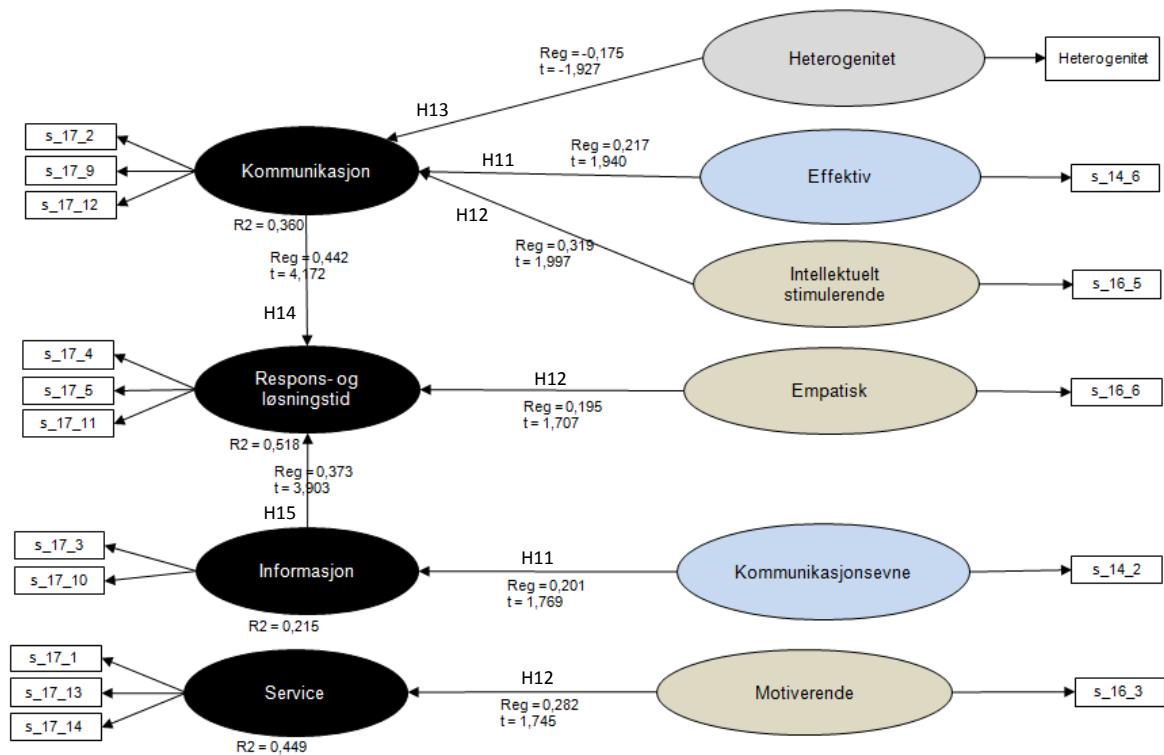 Reg = -0,175
t = -1,927
Heterogenitet
Heterogenitet
H13
s_17_2
s_17_9
s_17_12
Kommunikasjon
R2 = 0,360
H11
Reg = 0,217
t = 1,940
Effektiv
s_14_6
H12
Reg = 0,319
t = 1,997
Intellektuelt
stimulerende
s_16_5
Reg = 0,442
t = 4,172
H14
s_17_4
s_17_5
s_17_11
Respons- og
løsningstid
R2 = 0,518
H12
Reg = 0,195
t = 1,707
Empatisk
s_16_6
Reg = 0,373
t = 3,903
H15
s_17_3
s_17_10
Informasjon
R2 = 0,215
H11
Reg = 0,201
t = 1,769
Kommunikasjonsevne
s_14_2
s_17_1
s_17_13
s_17_14
Service
R2 = 0,449
H12
Reg = 0,282
t = 1,745
Motiverende
s_16_3